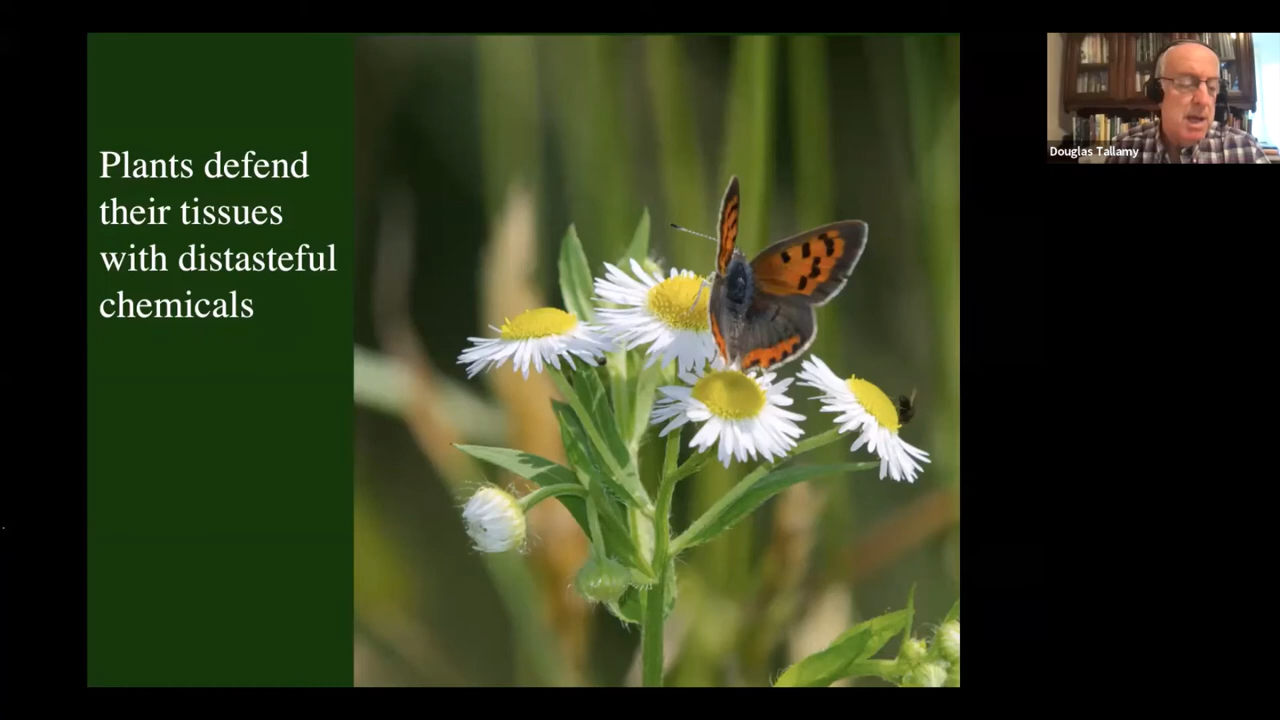 Plants defend
their tissues
with distasteful
chemicals
Douglas Tallamy